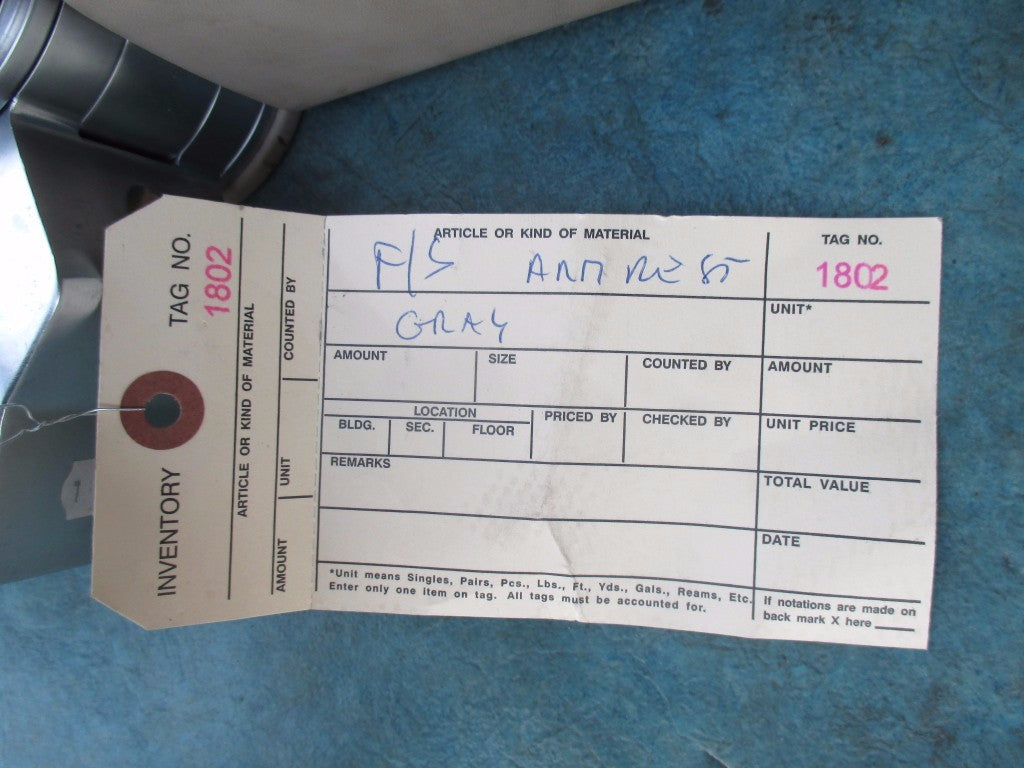 INVENTORY
TAG NO.
1802
ARTICLE OR KIND OF MATERIAL
AMOUNT
UNIT
COUNTED BY
ARTICLE OR KIND OF MATERIAL
F/S ARM REST
GRAY
TAG NO.
1802
UNIT*
AMOUNT
SIZE
COUNTED BY
AMOUNT
LOCATION
BLDG.
SEC.
FLOOR
PRICED BY
CHECKED BY
UNIT PRICE
REMARKS
TOTAL VALUE
DATE
*Unit means Singles, Pairs, Pcs., Lbs., Ft., Yds., Gals., Reams, Etc.
Enter only one item on tag. All tags must be accounted for.
If notations are made on
back mark X here